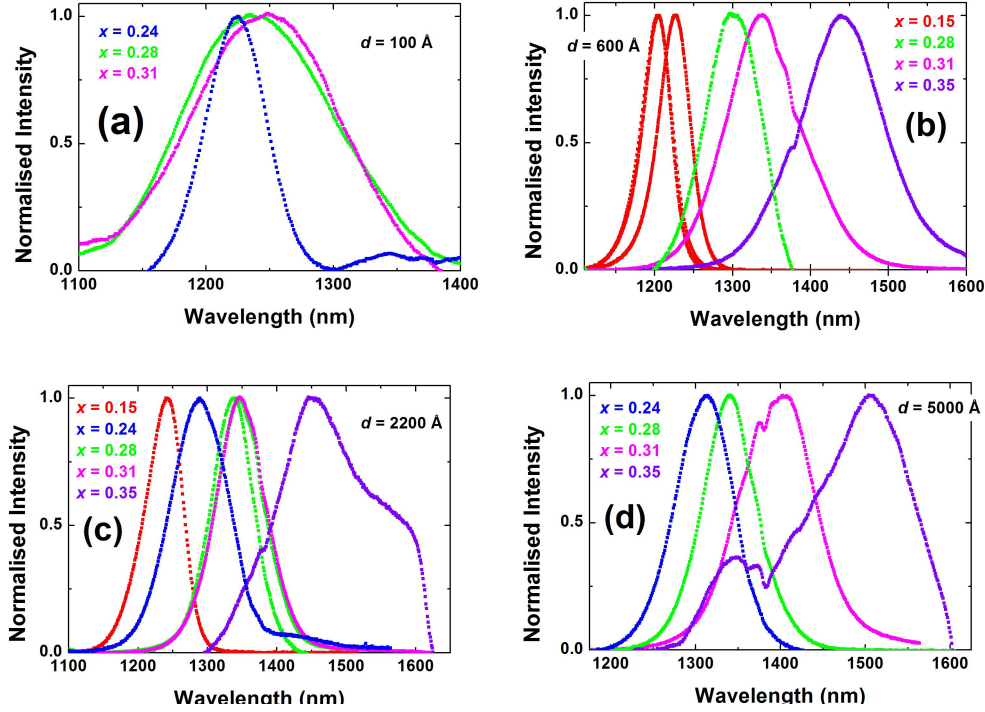 1.0
0.5
0.0
Normalised Intensity
x = 0.24
x = 0.28
x = 0.31
d = 100 Å
(a)
1100 1200 1300 1400
Wavelength (nm)
1.0
0.5
0.0
Normalised intensity
d = 600 Å
x = 0.15
x = 0.28
x = 0.31
x = 0.35
(b)
1200 1300 1400 1500 1600
Wavelength (nm)
1.0
0.5
0.0
Normalised Intensity
x = 0.15
x = 0.24
x = 0.28
x = 0.31
x = 0.35
d = 2200 Å
(c)
1100 1200 1300 1400 1500 1600
Wavelength (nm)
1.0
0.5
0.0
Normalised Intensity
x = 0.24
x = 0.28
x = 0.31
x = 0.35
d = 5000 Å
(d)
1200 1300 1400 1500 1600
Wavelength (nm)